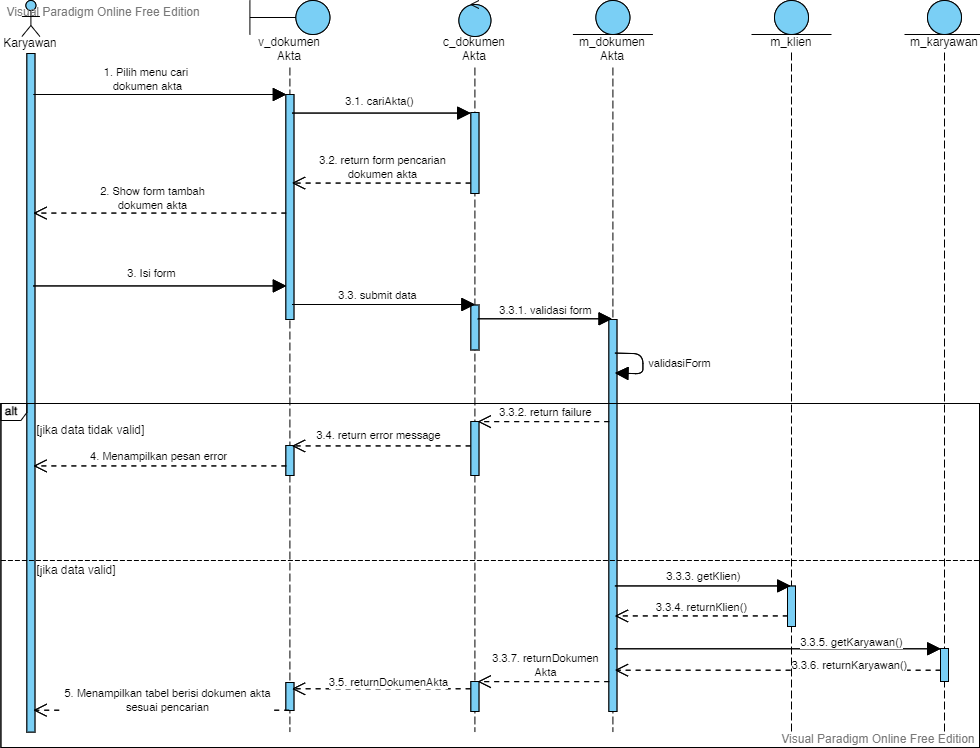 Visual Paradigm Online Free Edition
Karyawan
v_dokumen
Akta
c_dokumen
Akta
m_dokumen
Akta
m_klien
m_karyawan
1. Pilih menu cari
dokumen akta
3.1. cariAkta()
3.2. return form pencarian
dokumen akta
2. Show form tambah
dokumen akta
3. Isi form
3.3. submit data
3.3.1. validasi form
validasiForm
alt
3.3.2. return failure
[jika data tidak valid]
3.4. return error message
4. Menampilkan pesan error
[jika data valid]
3.3.3. getKlien)
3.3.4. returnKlien()
3.3.5. getKaryawan()
3.3.6. returnKaryawan()
3.3.7. returnDokumen
Akta
3.5. returnDokumenAkta
5. Menampilkan tabel berisi dokumen akta
sesuai pencarian
Visual Paradigm Online Free Edition